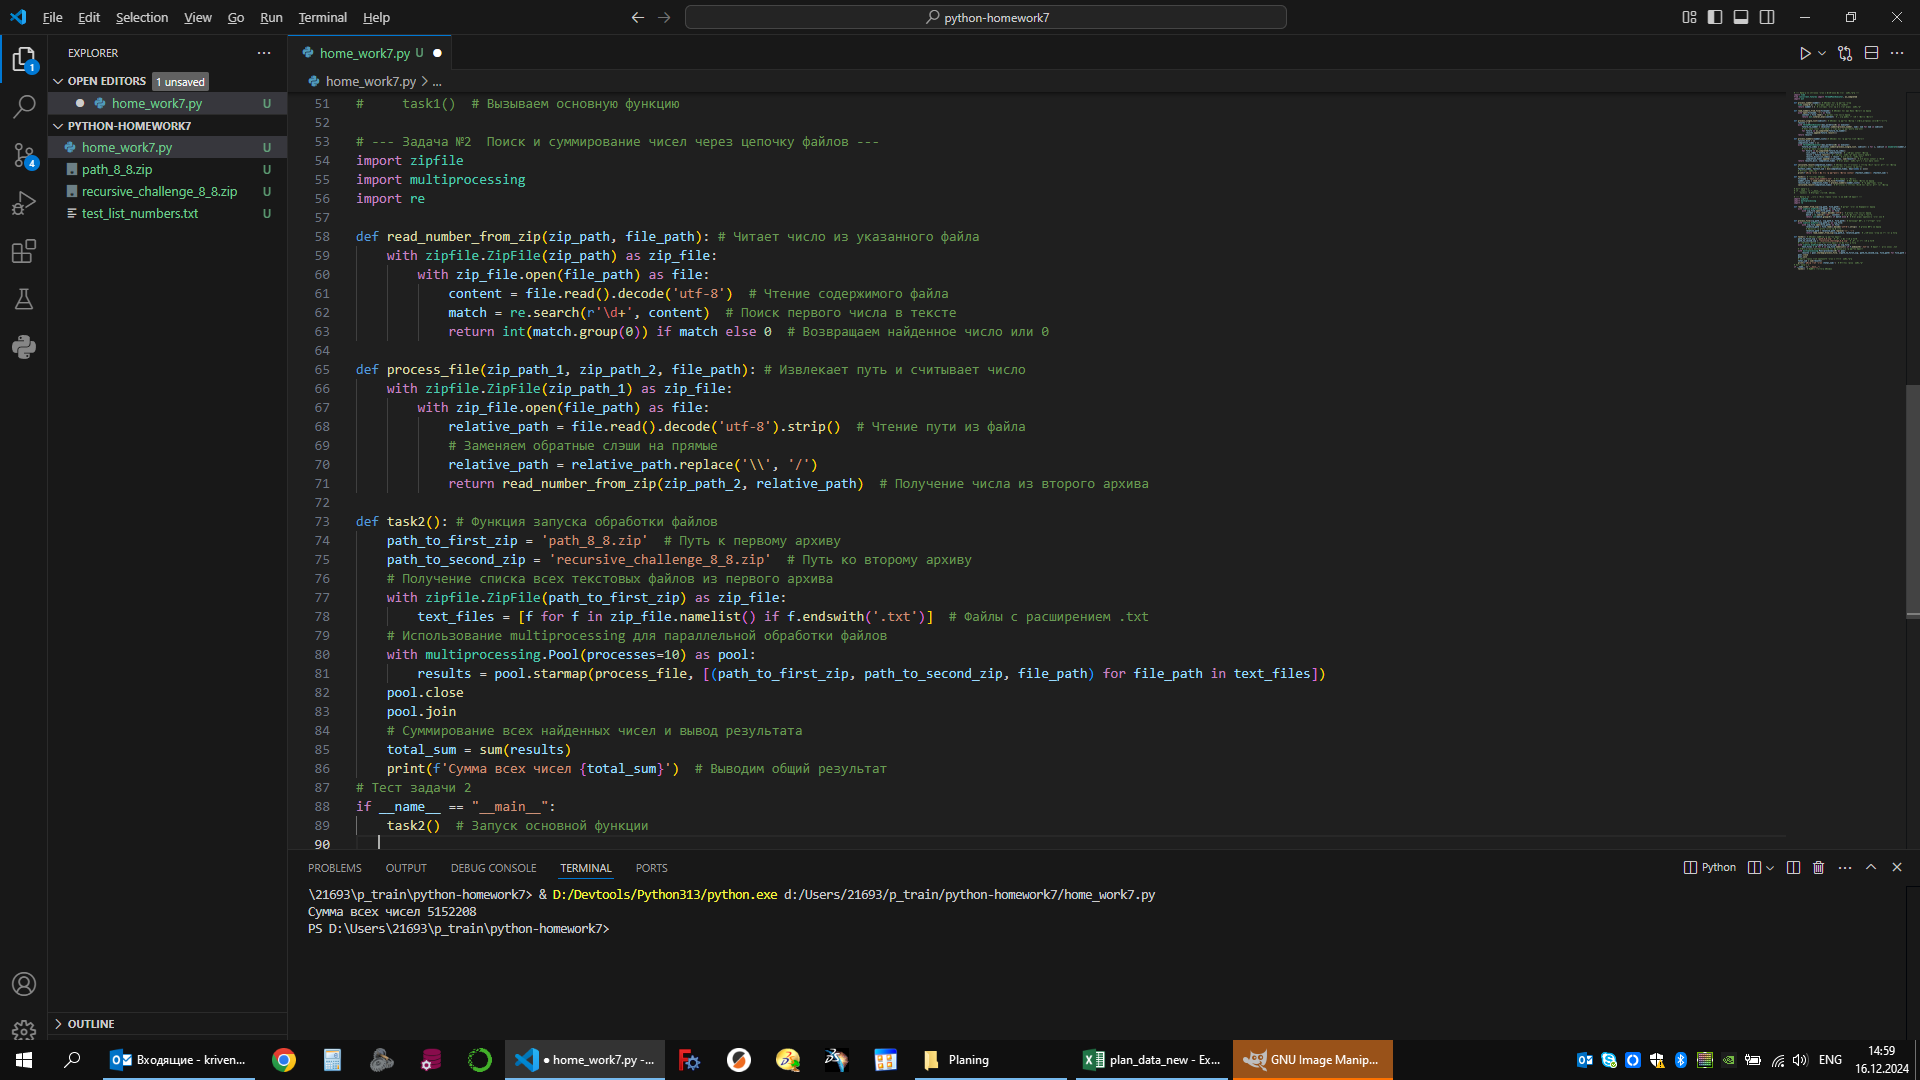 File Edit Selection View Go Run Terminal Help
python-homework7
EXPLORER
OPEN EDITORS 1 unsaved
home_work7.py U
PYTHON-HOMEWORK7
home_work7.py U
path_8_8.zip U
recursive_challenge_8_8.zip U
test_list_numbers.txt U
OUTLINE
1
4
home_work7.py U
home_work7.py > ...
51 #     task1()  # Вызываем основную функцию
52
53 # --- Задача №2  Поиск и суммирование чисел через цепочку файлов ---
54 import zipfile
55 import multiprocessing
56 import re
57
58 def read_number_from_zip(zip_path, file_path): # Читает число из указанного файла
59     with zipfile.ZipFile(zip_path) as zip_file:
60         with zip_file.open(file_path) as file:
61             content = file.read().decode('utf-8')  # Чтение содержимого файла
62             match = re.search(r'\d+', content)  # Поиск первого числа в тексте
63             return int(match.group(0)) if match else 0  # Возвращаем найденное число или 0
64
65 def process_file(zip_path_1, zip_path_2, file_path): # Извлекает путь и считывает число
66     with zipfile.ZipFile(zip_path_1) as zip_file:
67         with zip_file.open(file_path) as file:
68             relative_path = file.read().decode('utf-8').strip()  # Чтение пути из файла
69             # Заменяем обратные слэши на прямые
70             relative_path = relative_path.replace('\\', '/')
71             return read_number_from_zip(zip_path_2, relative_path)  # Получение числа из второго архива
72
73 def task2(): # Функция запуска обработки файлов
74     path_to_first_zip = 'path_8_8.zip'  # Путь к первому архиву
75     path_to_second_zip = 'recursive_challenge_8_8.zip'  # Путь ко второму архиву
76     # Получение списка всех текстовых файлов из первого архива
77     with zipfile.ZipFile(path_to_first_zip) as zip_file:
78         text_files = [f for f in zip_file.namelist() if f.endswith('.txt')]  # Файлы с расширением .txt
79     # Использование multiprocessing для параллельной обработки файлов
80     with multiprocessing.Pool(processes=10) as pool:
81         results = pool.starmap(process_file, [(path_to_first_zip, path_to_second_zip, file_path) for file_path in text_files])
82     pool.close
83     pool.join
84     # Суммирование всех найденных чисел и вывод результата
85     total_sum = sum(results)
86     print(f'Сумма всех чисел {total_sum}')  # Выводим общий результат
87 # Тест задачи 2
88 if __name__ == "__main__":
89     task2()  # Запуск основной функции
90
PROBLEMS OUTPUT DEBUG CONSOLE TERMINAL PORTS
Python
\21693\p_train\python-homework7> & D:/Devtools/Python313/python.exe d:/Users/21693/p_train/python-homework7/home_work7.py
Сумма всех чисел 5152208
PS D:\Users\21693\p_train\python-homework7>
Входящие - kriven...
● home_work7.py -...
Planing
plan_data_new - Ex...
GNU Image Manip...
ENG
14:59
16.12.2024